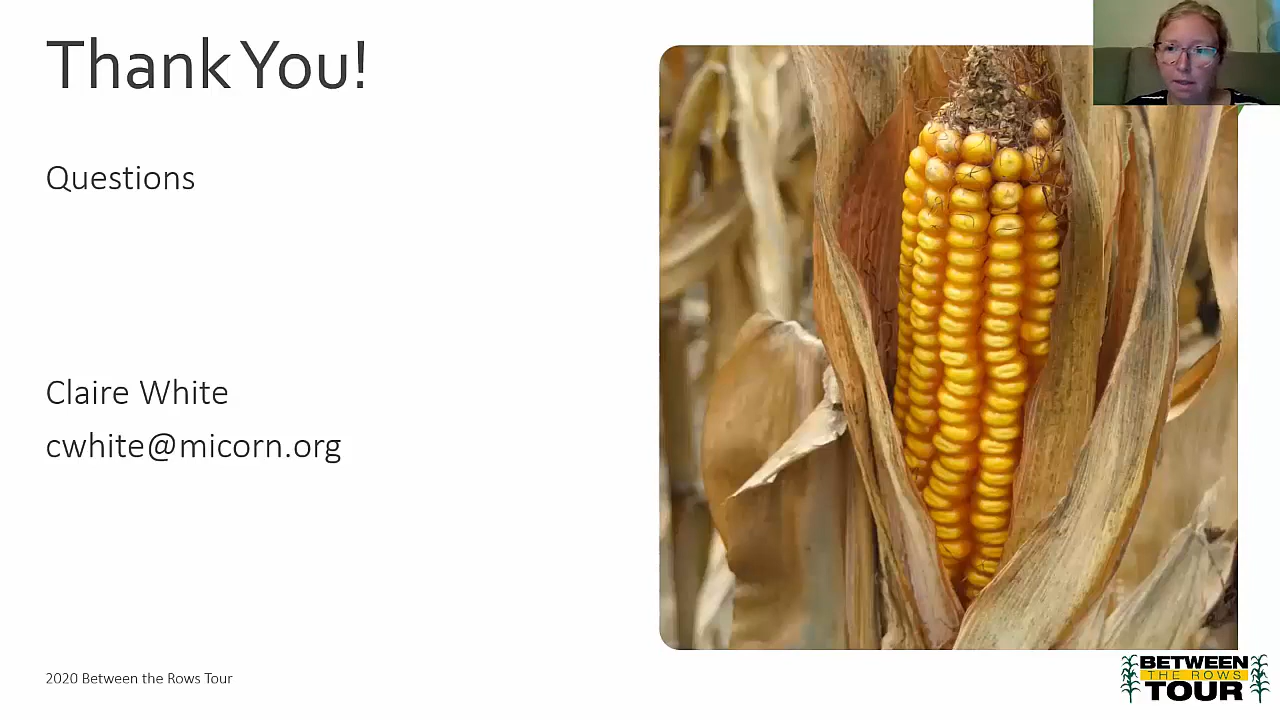 Thank You!
Questions
Claire White
cwhite@micorn.org
2020 Between the Rows Tour
BETWEEN
THE ROWS
TOUR